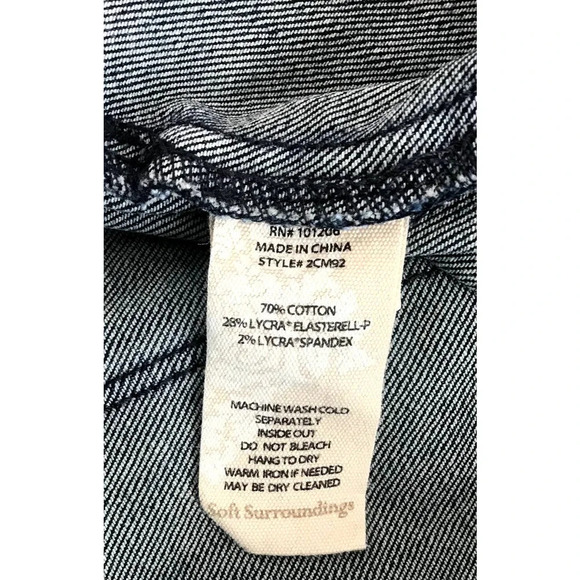 RN# 101206
MADE IN CHINA
STYLE# 2CM92
70% COTTON
28% LYCRA® ELASTERELL-P
2% LYCRA® SPANDEX
MACHINE WASH COLD
SEPARATELY
INSIDE OUT
DO NOT BLEACH
HANG TO DRY
WARM IRON IF NEEDED
MAY BE DRY CLEANED
Soft Surroundings